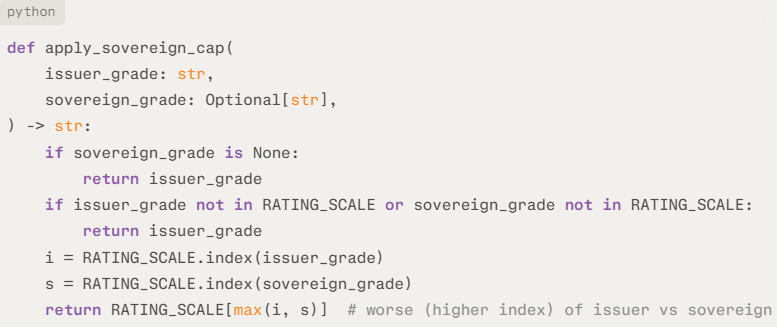 python
def apply_sovereign_cap(
    issuer_grade: str,
    sovereign_grade: Optional[str],
) -> str:
    if sovereign_grade is None:
        return issuer_grade
    if issuer_grade not in RATING_SCALE or sovereign_grade not in RATING_SCALE:
        return issuer_grade
    i = RATING_SCALE.index(issuer_grade)
    s = RATING_SCALE.index(sovereign_grade)
    return RATING_SCALE[max(i, s)]  # worse (higher index) of issuer vs sovereign